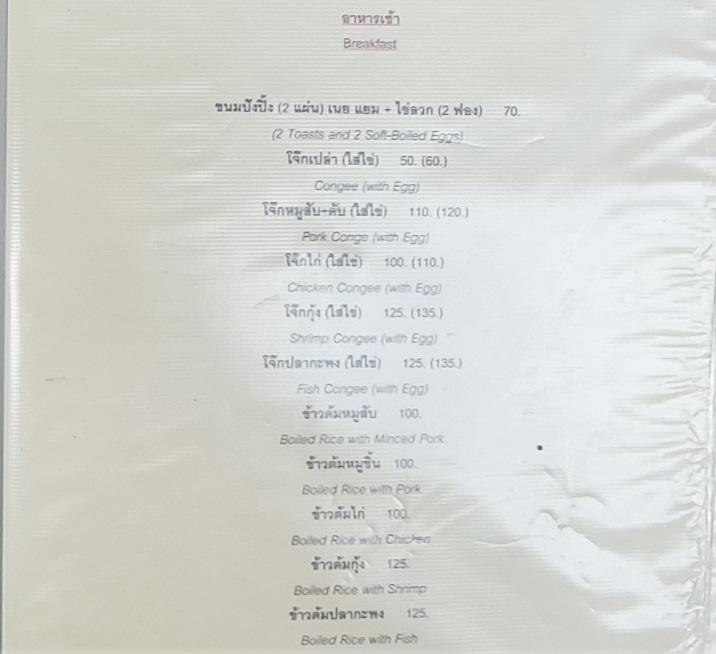 อาหารเช้า
Breakfast
ขนมปังปิ้ง (2 แผ่น) เนย แยม + ไข่ลวก (2 ฟอง) 70.
(2 Toasts and 2 Soft-Boiled Eggs)
โจ๊กเปล่า (ใส่ไข่) 50. (60.)
Congee (with Egg)
โจ๊กหมูสับ+ตับ (ใส่ไข่) 110. (120.)
Pork Conge (with Egg)
โจ๊กไก่ (ใส่ไข่) 100. (110.)
Chicken Congee (with Egg)
โจ๊กกุ้ง (ใส่ไข่) 125. (135.)
Shrimp Congee (with Egg)
โจ๊กปลากะพง (ใส่ไข่) 125. (135.)
Fish Congee (with Egg)
ข้าวต้มหมูสับ 100.
Boiled Rice with Minced Pork
ข้าวต้มหมูชิ้น 100.
Boiled Rice with Pork
ข้าวต้มไก่ 100.
Boiled Rice with Chicken
ข้าวต้มกุ้ง 125.
Boiled Rice with Shrimp
ข้าวต้มปลากะพง 125.
Boiled Rice with Fish